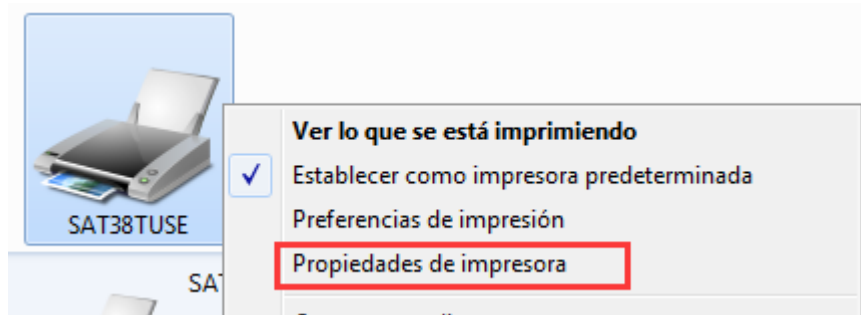 Ver lo que se está imprimiendo
Establecer como impresora predeterminada
Preferencias de impresión
SAT38TUSE
Propiedades de impresora